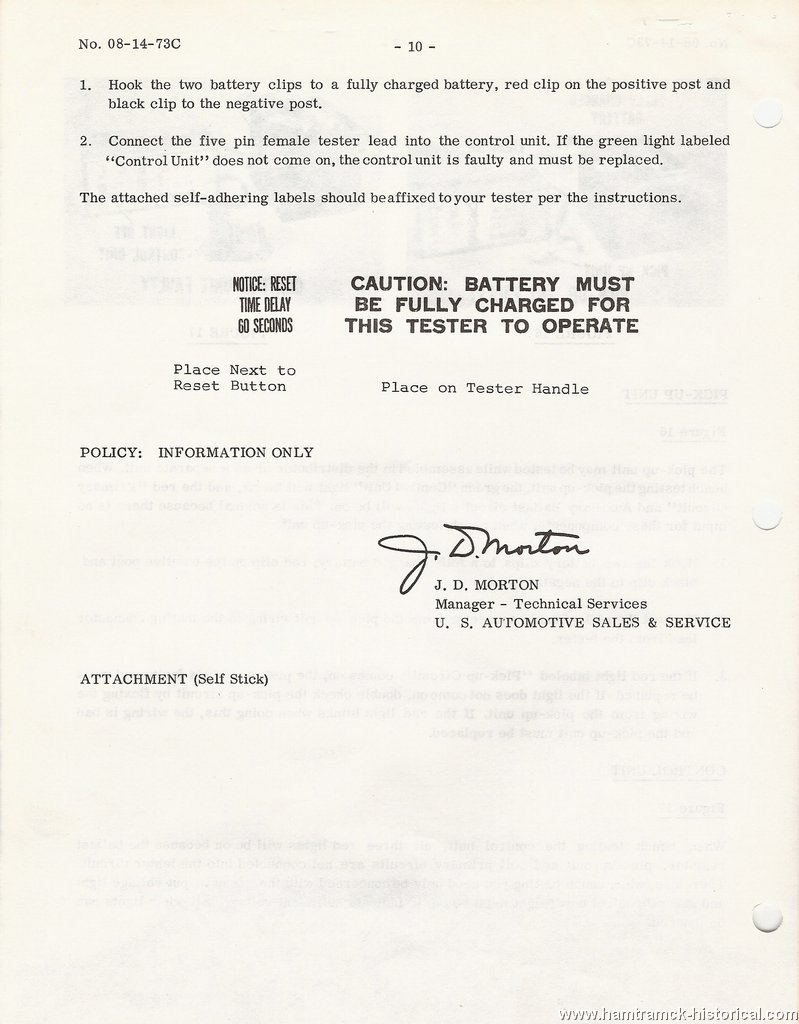 No. 08-14-73C
- 10 -
1. Hook the two battery clips to a fully charged battery, red clip on the positive post and
black clip to the negative post.
2. Connect the five pin female tester lead into the control unit. If the green light labeled
"Control Unit" does not come on, the control unit is faulty and must be replaced.
The attached self-adhering labels should be affixed to your tester per the instructions.
NOTICE: RESET
TIME DELAY
60 SECONDS
CAUTION: BATTERY MUST
BE FULLY CHARGED FOR
THIS TESTER TO OPERATE
Place Next to
Reset Button
Place on Tester Handle
POLICY: INFORMATION ONLY
J. D. Morton
J. D. MORTON
Manager - Technical Services
U. S. AUTOMOTIVE SALES & SERVICE
ATTACHMENT (Self Stick)
www.hamtramck-historical.com